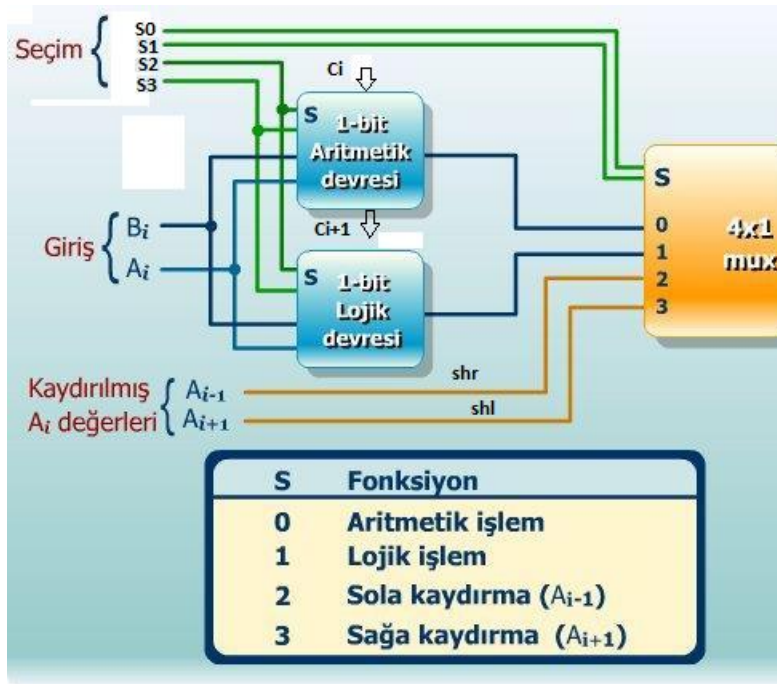 Seçim
S0
S1
S2
S3
Ci
S
1-bit
Aritmetik
devresi
Ci+1
Giriş
Bi
Ai
S
1-bit
Lojik
devresi
S
0
1
2
3
4x1
mux
Kaydırılmış
Ai değerleri
Ai-1
Ai+1
shr
shl
S Fonksiyon
0 Aritmetik işlem
1 Lojik işlem
2 Sola kaydırma (Ai-1)
3 Sağa kaydırma (Ai+1)